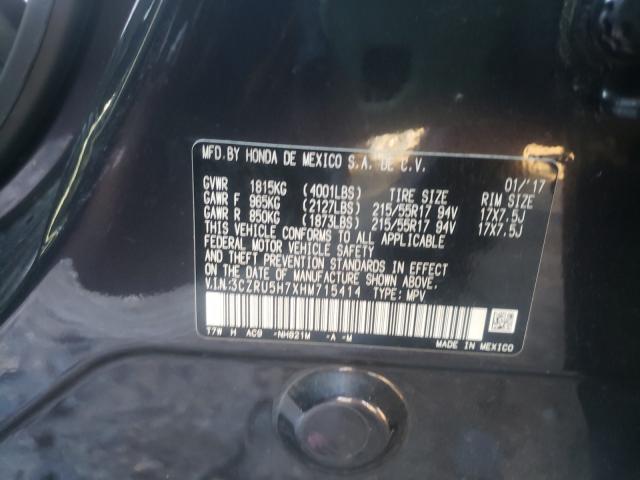 MFD.BY HONDA DE MEXICO S.A. DE C.V.
01/'17
GVWR 1815KG (4001LBS) TIRE SIZE RIM SIZE
GAWR F 965KG (2127LBS) 215/55R17 94V 17X7.5J
GAWR R 850KG (1873LBS) 215/55R17 94V 17X7.5J
THIS VEHICLE CONFORMS TO ALL APPLICABLE
FEDERAL MOTOR VEHICLE SAFETY
AND THEFT PREVENTION STANDARDS IN EFFECT
ON THE DATE OF MANUFACTURE SHOWN ABOVE.
V.I.N:3CZRU5H7XHM715414 TYPE: MPV
T7W H AC9 -NH821M -A -M MADE IN MEXICO